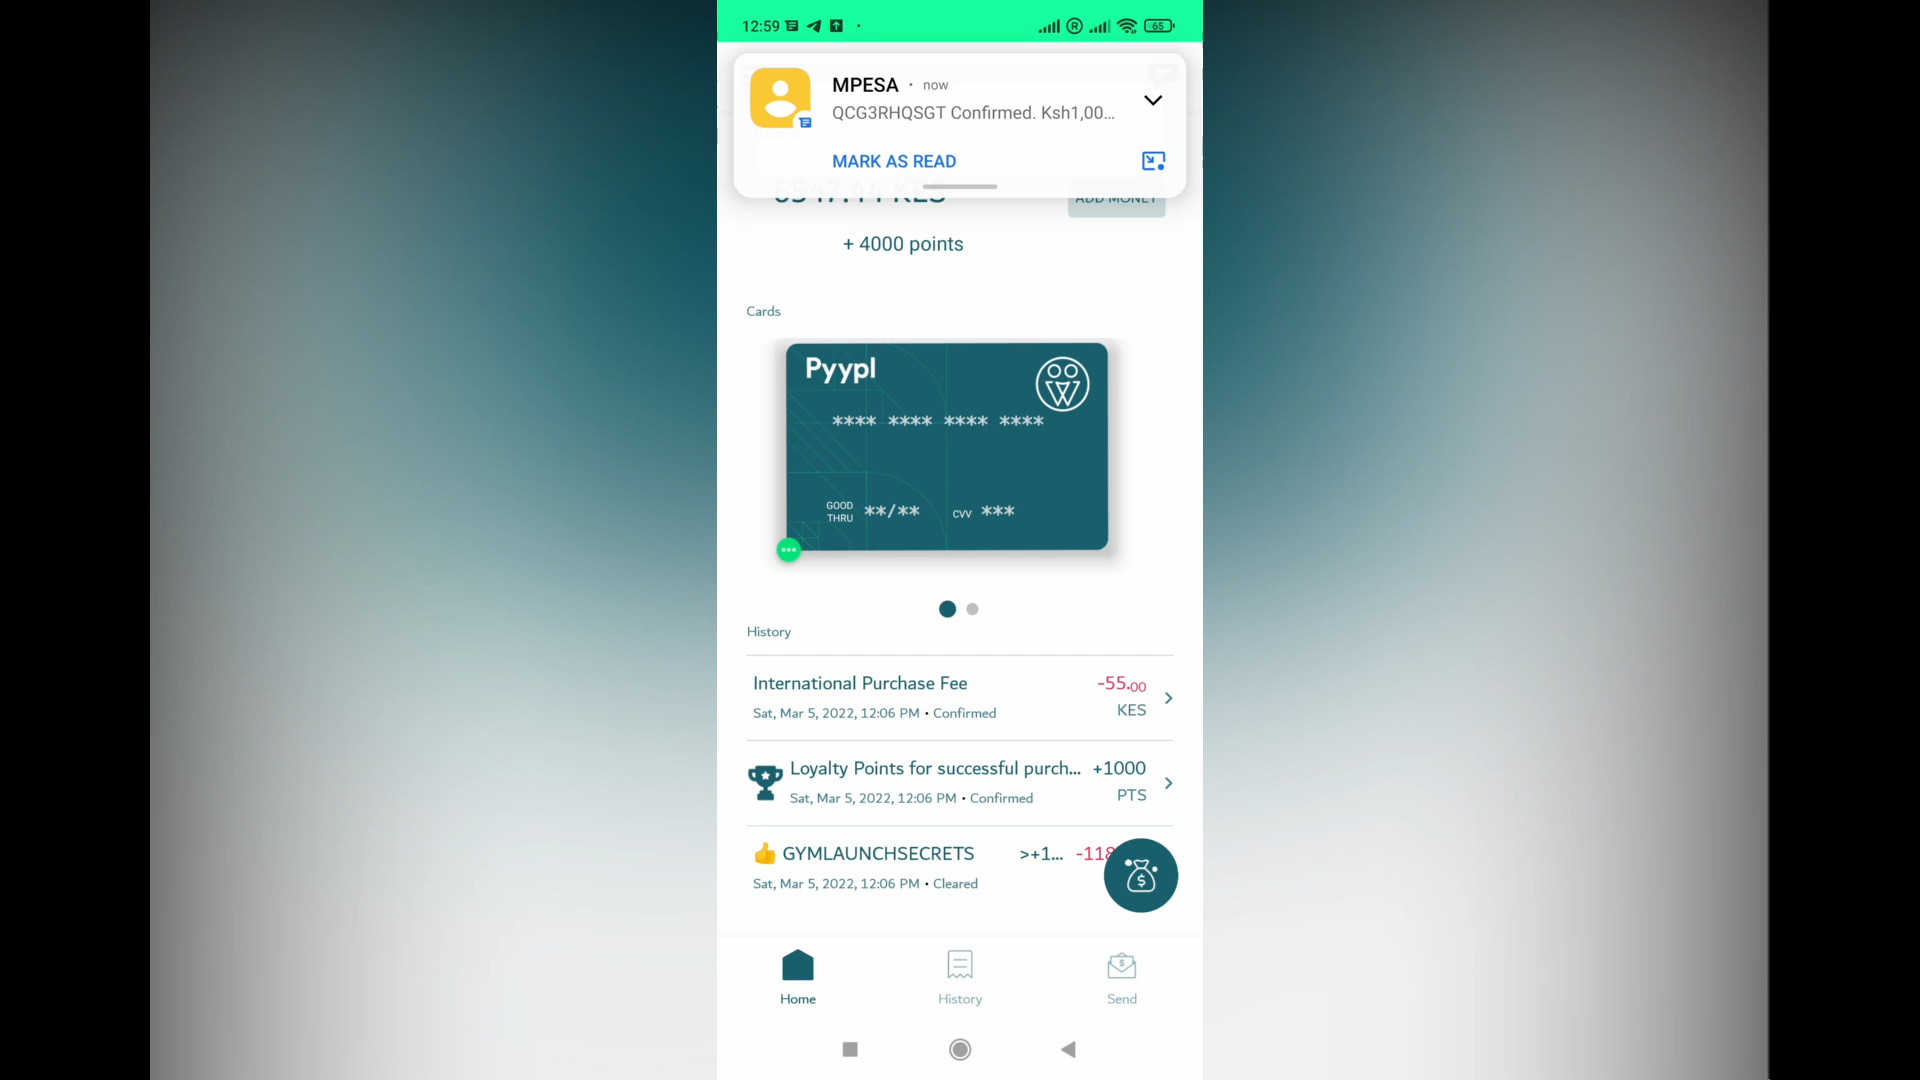 12:59
65
MPESA · now
QCG3RHQSGT Confirmed. Ksh1,00...
MARK AS READ
6547.44 KES
ADD MONEY
+ 4000 points
Cards
Pyypl
**** **** **** ****
GOOD THRU **/** CVV ***
History
International Purchase Fee -55.00
Sat, Mar 5, 2022, 12:06 PM • Confirmed KES
Loyalty Points for successful purch... +1000
Sat, Mar 5, 2022, 12:06 PM • Confirmed PTS
👍 GYMLAUNCHSECRETS >+1... -118
Sat, Mar 5, 2022, 12:06 PM • Cleared
Home History Send